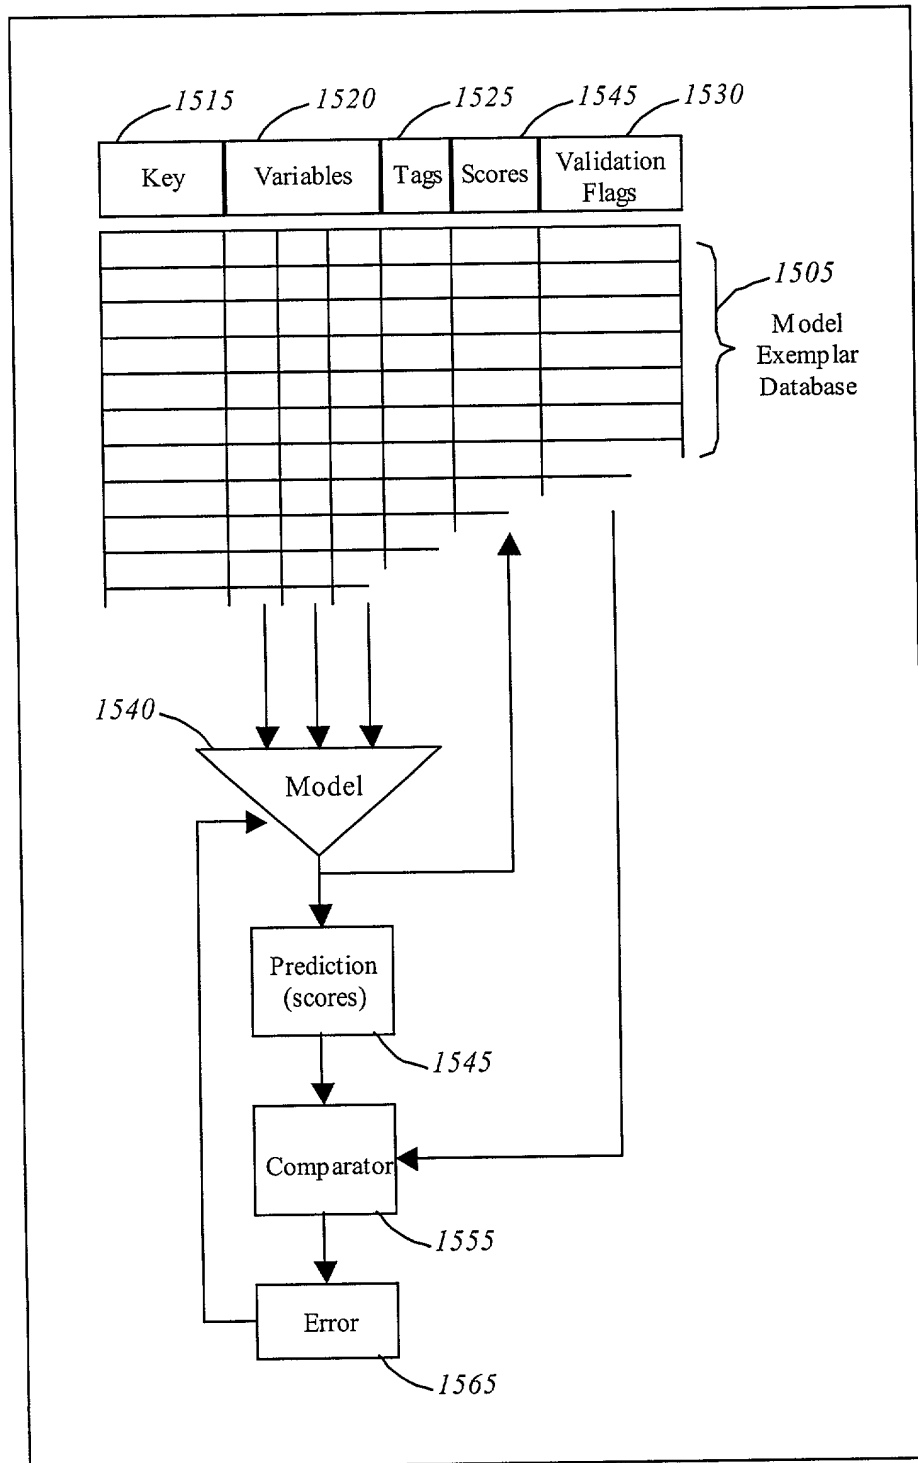 1515
1520
1525
1545
1530
Key
Variables
Tags
Scores
Validation
Flags
1505
Model
Exemplar
Database
1540
Model
Prediction
(scores)
1545
Comparator
1555
Error
1565